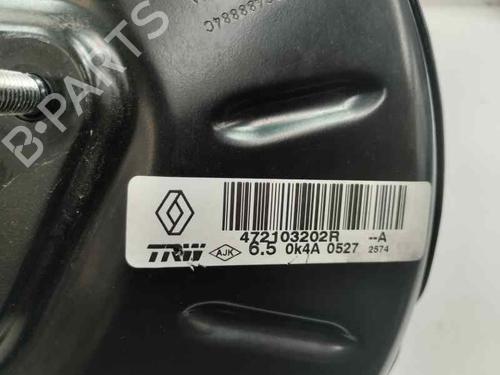 B-PARTS
472103202R --A
TRW AJK 6.5 0K4A 0527 2574